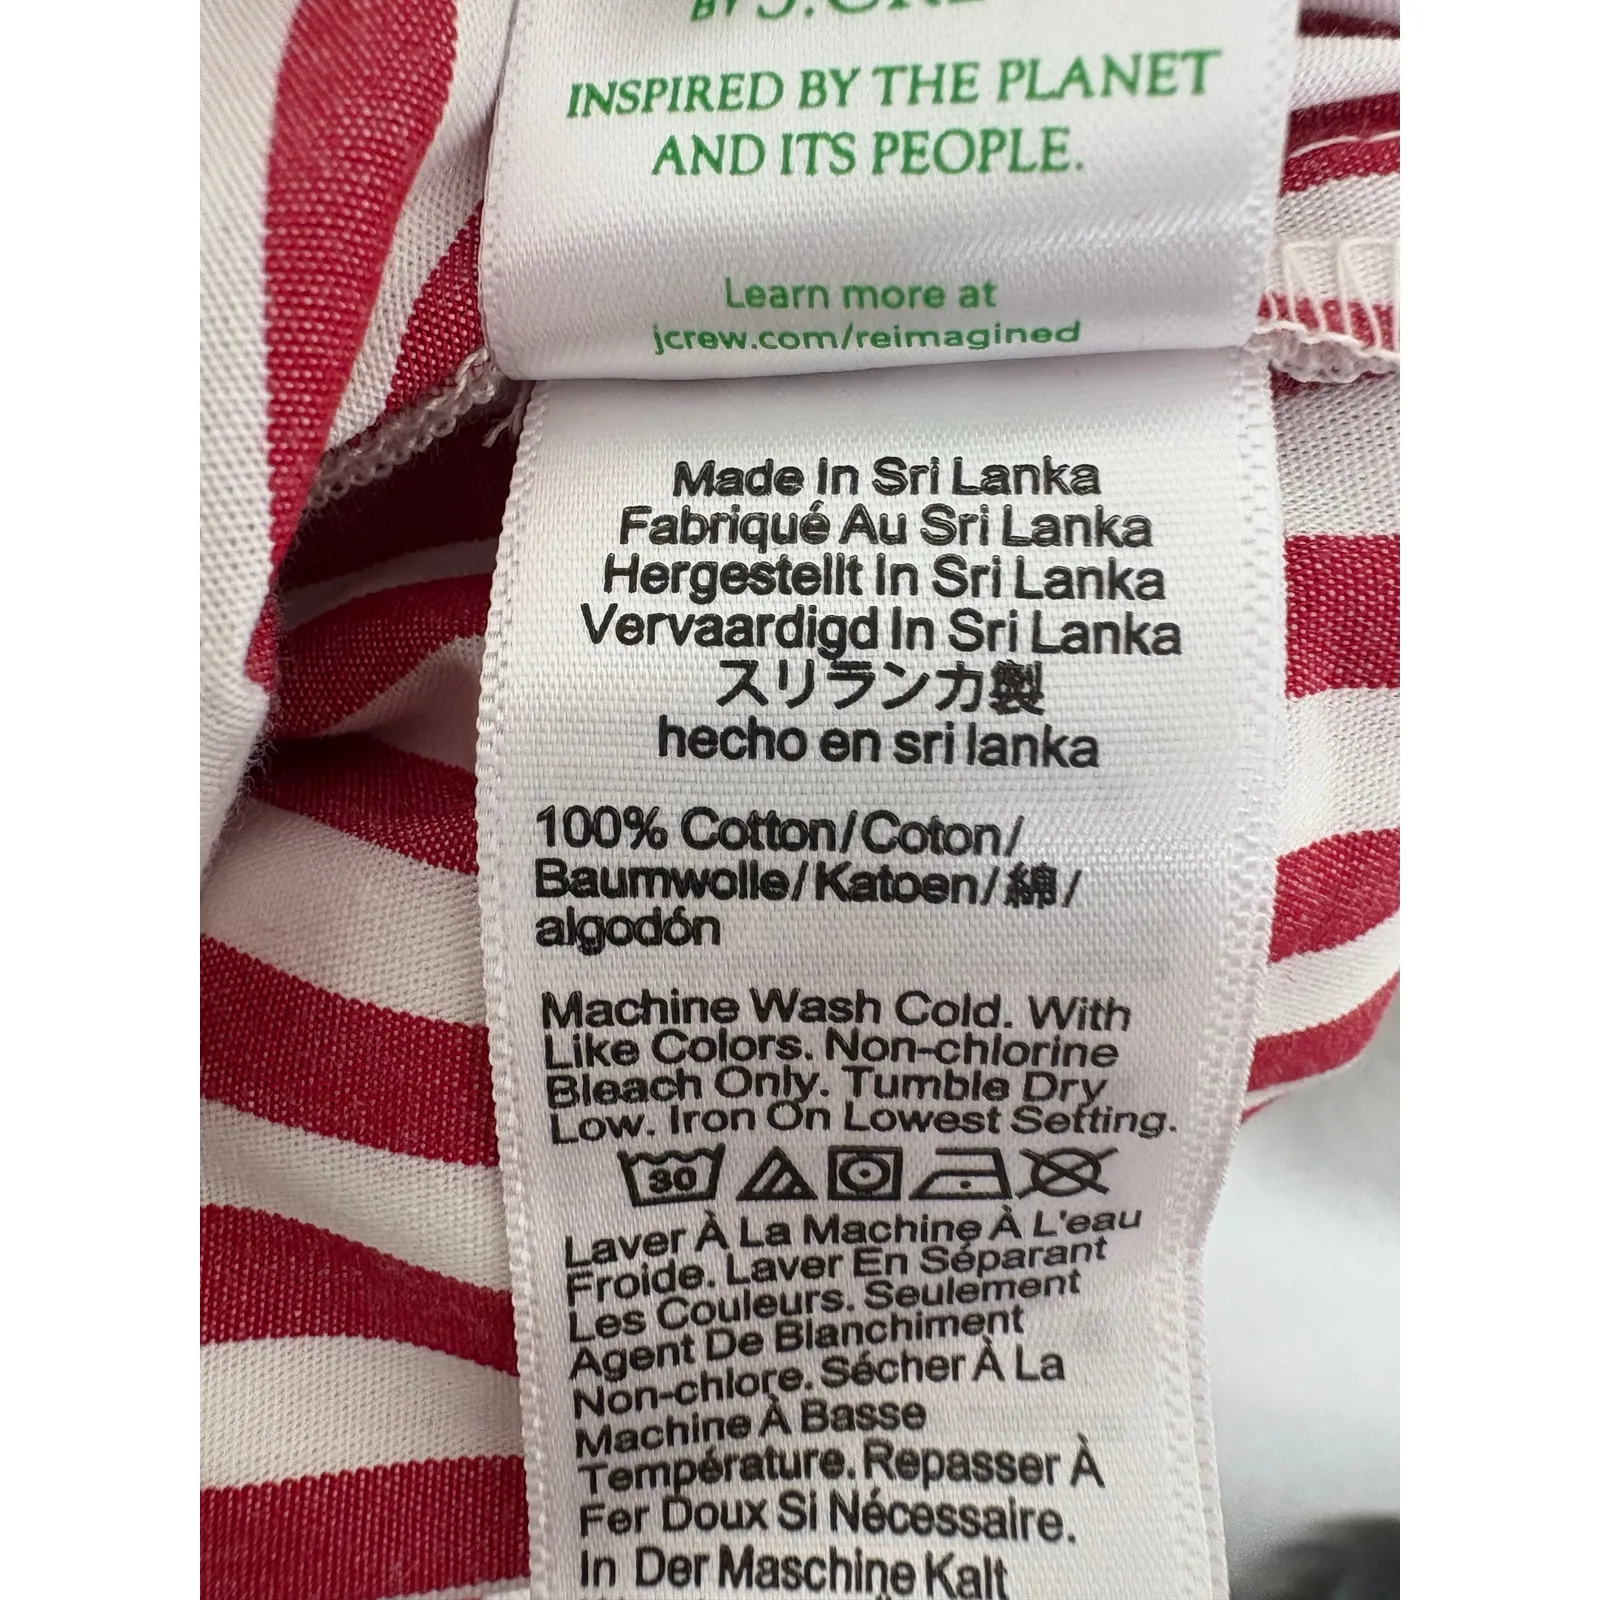 BY J.CREW
INSPIRED BY THE PLANET
AND ITS PEOPLE.
Learn more at
jcrew.com/reimagined
Made In Sri Lanka
Fabriqué Au Sri Lanka
Hergestellt In Sri Lanka
Vervaardigd In Sri Lanka
スリランカ製
hecho en sri lanka
100% Cotton/Coton/
Baumwolle/Katoen/綿/
algodón
Machine Wash Cold. With
Like Colors. Non-chlorine
Bleach Only. Tumble Dry
Low. Iron On Lowest Setting.
30
Laver À La Machine À L'eau
Froide. Laver En Séparant
Les Couleurs. Seulement
Agent De Blanchiment
Non-chlore. Sécher À La
Machine À Basse
Température. Repasser À
Fer Doux Si Nécessaire.
In Der Maschine Kalt